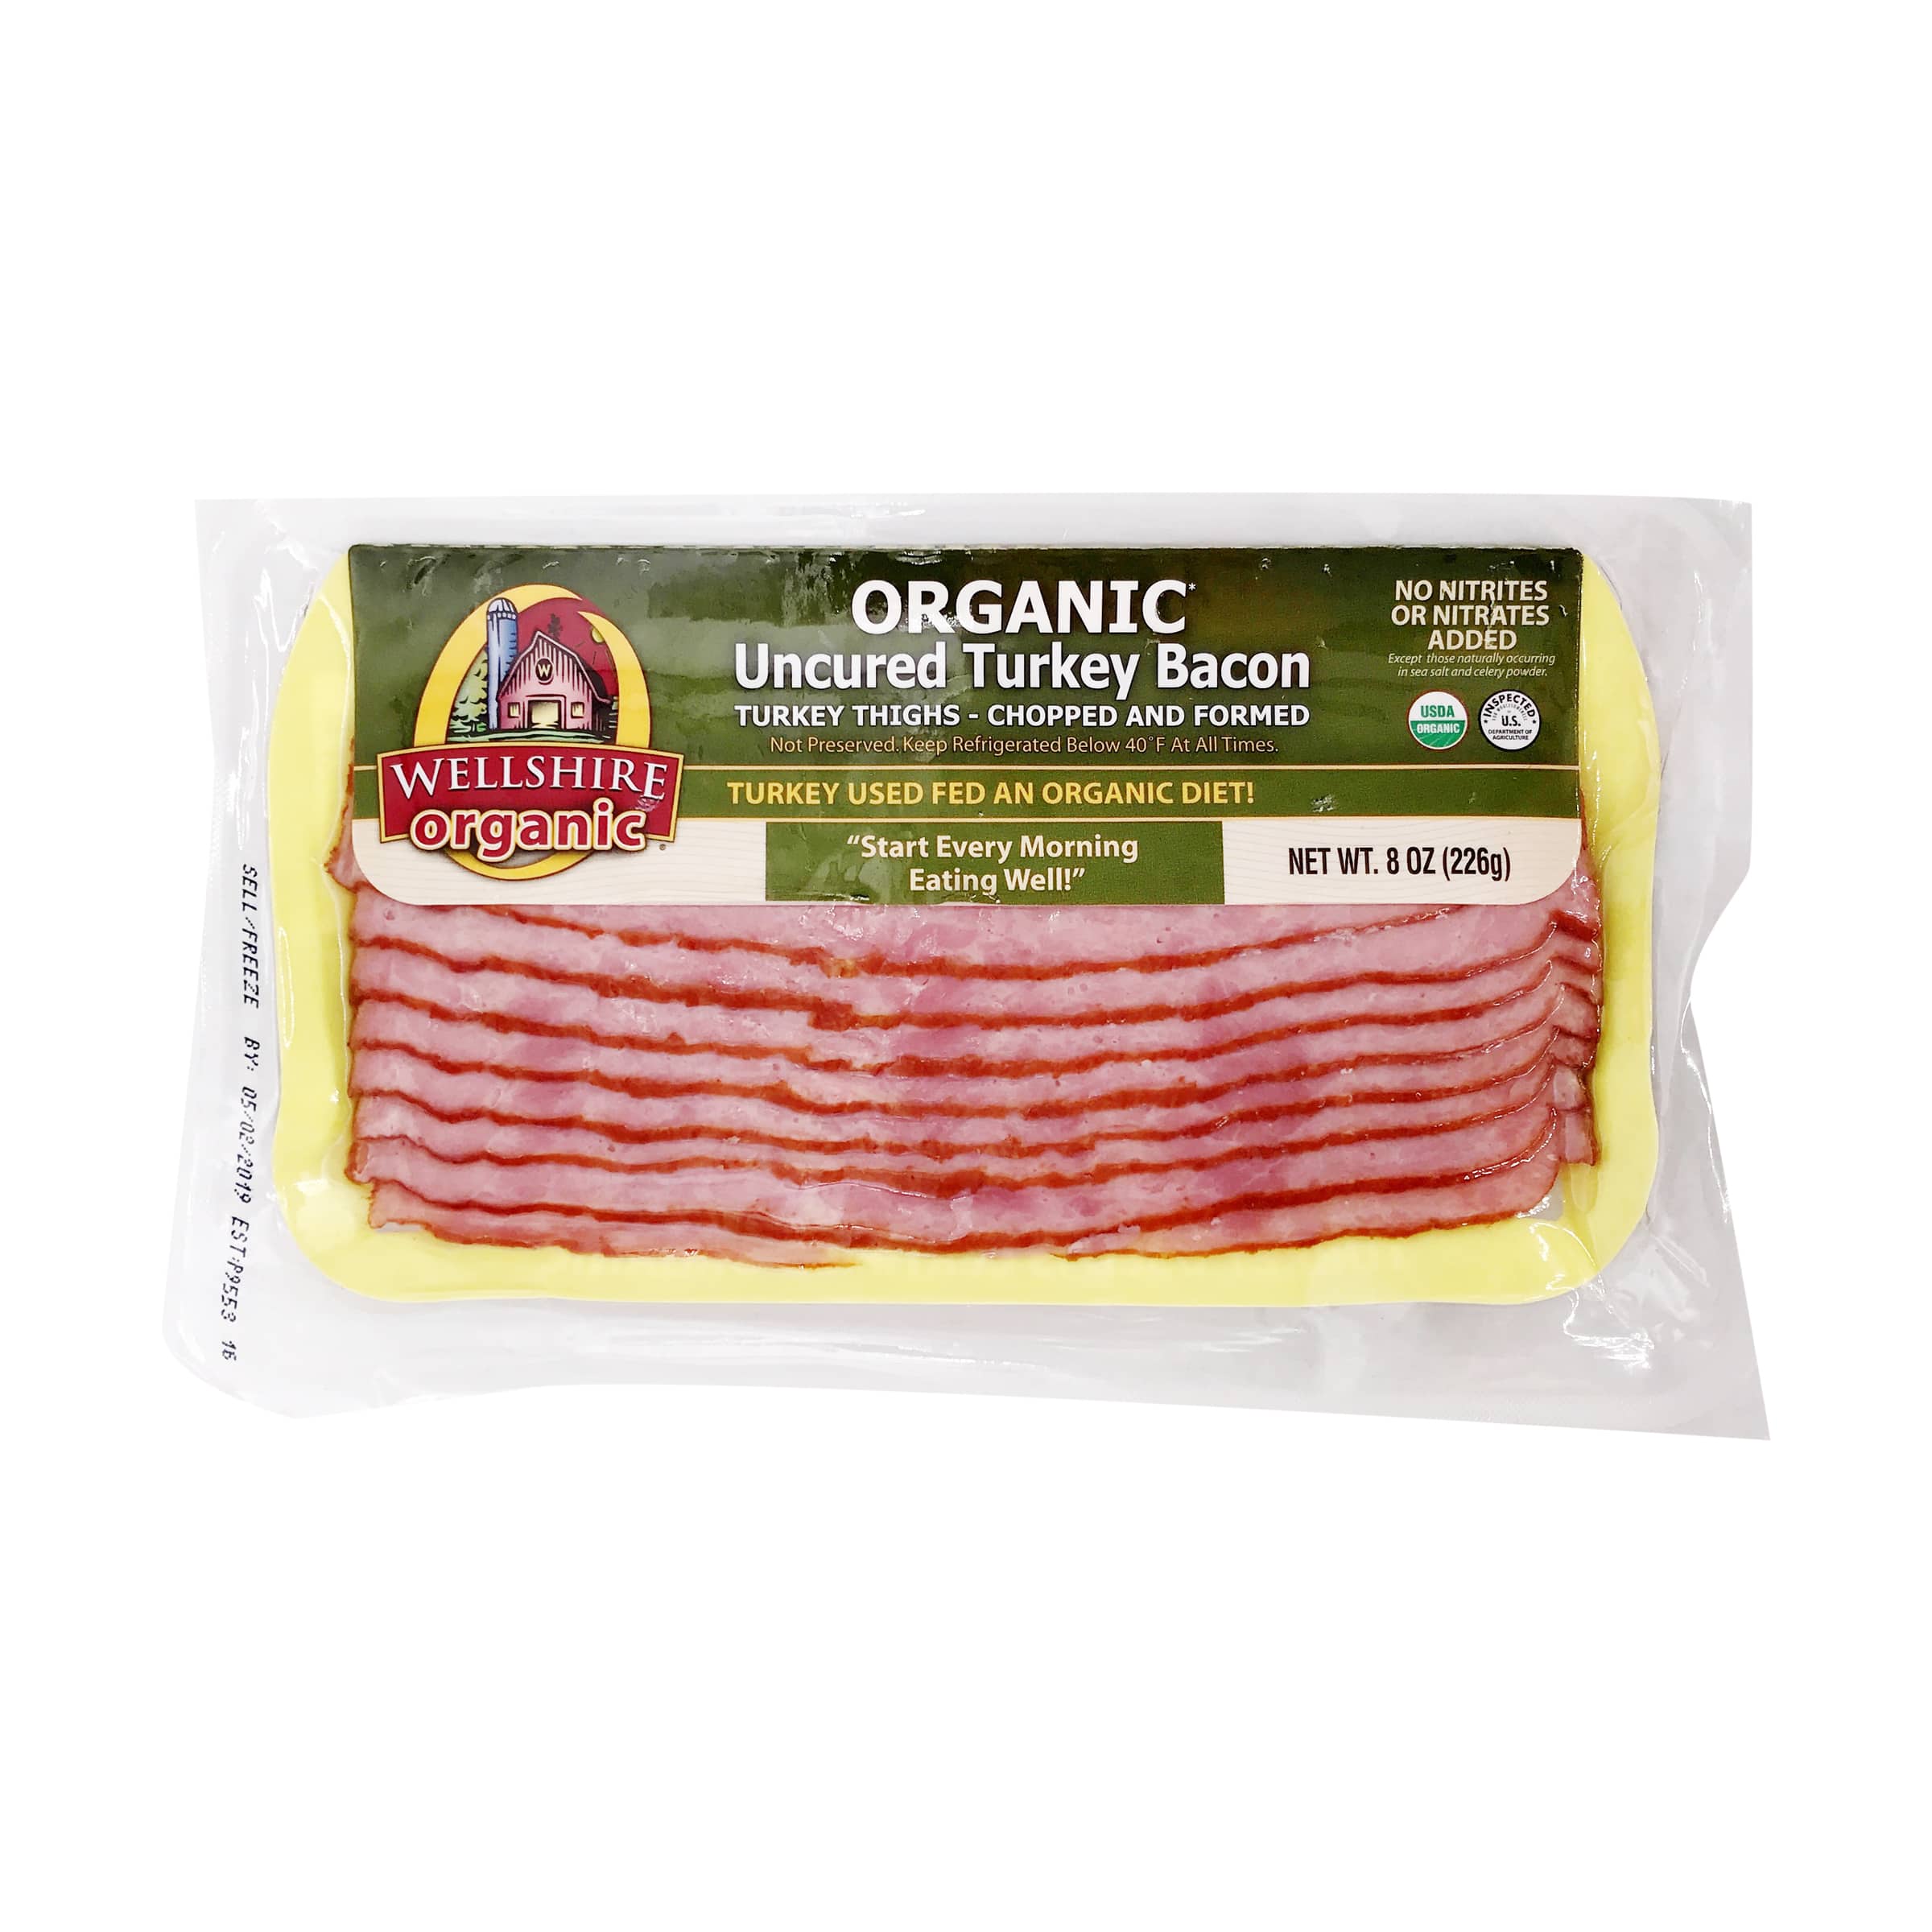 ORGANIC*
Uncured Turkey Bacon
TURKEY THIGHS - CHOPPED AND FORMED
Not Preserved. Keep Refrigerated Below 40°F At All Times.
TURKEY USED FED AN ORGANIC DIET!
"Start Every Morning
Eating Well!"
W
WELLSHIRE
organic®
NO NITRITES
OR NITRATES
ADDED
Except those naturally occurring
in sea salt and celery powder.
USDA
ORGANIC
INSPECTED
U.S.
DEPARTMENT OF
AGRICULTURE
NET WT. 8 OZ (226g)
SELL/FREEZE BY: 05/02/2019 EST:P9553 16